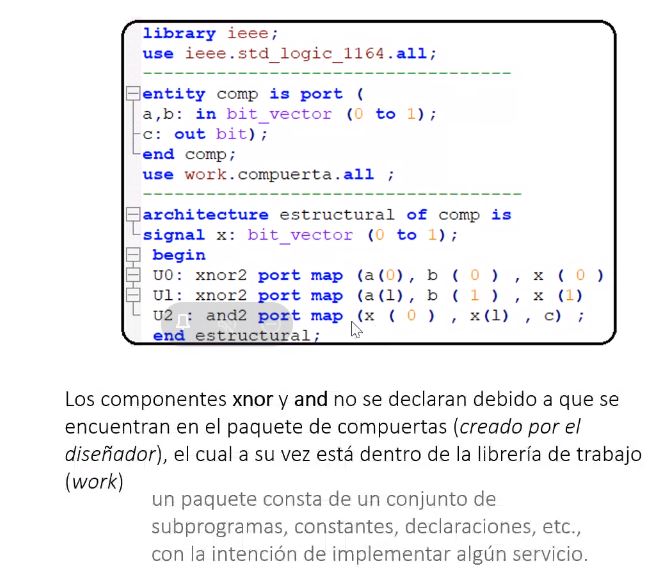 library ieee;
use ieee.std_logic_1164.all;
------------------------------------
entity comp is port (
a,b: in bit_vector (0 to 1);
c: out bit);
end comp;
use work.compuerta.all ;
-------------------------------------
architecture estructural of comp is
signal x: bit_vector (0 to 1);
begin
U0: xnor2 port map (a(0), b ( 0 ) , x ( 0 )
Ul: xnor2 port map (a(l), b ( 1 ) , x (1)
U2 : and2 port map (x ( 0 ) , x(l) , c) ;
end estructural;
Los componentes xnor y and no se declaran debido a que se
encuentran en el paquete de compuertas (creado por el
diseñador), el cual a su vez está dentro de la librería de trabajo
(work)
un paquete consta de un conjunto de
subprogramas, constantes, declaraciones, etc.,
con la intención de implementar algún servicio.